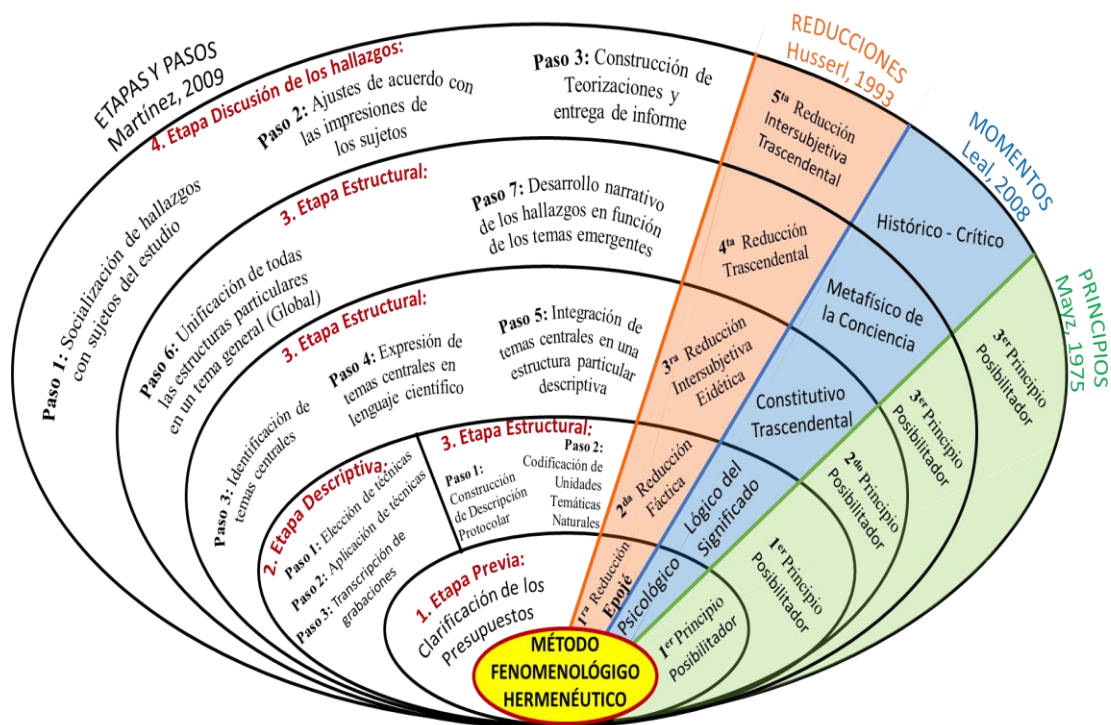 ETAPAS Y PASOS
Martínez, 2009
REDUCCIONES
Husserl, 1993
MOMENTOS
Leal, 2008
PRINCIPIOS
Mayz, 1975
4. Etapa Discusión de los hallazgos:
Paso 1: Socialización de hallazgos
con sujetos del estudio
Paso 2: Ajustes de acuerdo con
las impresiones de
los sujetos
Paso 3: Construcción de
Teorizaciones y
entrega de informe
5ta Reducción
Intersubjetiva
Trascendental
Histórico - Crítico
3er Principio
Posibilitador
3. Etapa Estructural:
Paso 6: Unificación de todas
las estructuras particulares
en un tema general (Global)
Paso 7: Desarrollo narrativo
de los hallazgos en función
de los temas emergentes
4ta Reducción
Trascendental
Metafísico de
la Conciencia
3er Principio
Posibilitador
3. Etapa Estructural:
Paso 3: Identificación de
temas centrales
Paso 4: Expresión de
temas centrales en
lenguaje científico
Paso 5: Integración de
temas centrales en una
estructura particular
descriptiva
3ra Reducción
Intersubjetiva
Eidética
Constitutivo
Trascendental
2do Principio
Posibilitador
2. Etapa Descriptiva:
Paso 1: Elección de técnicas
Paso 2: Aplicación de técnicas
Paso 3: Transcripción de
grabaciones
3. Etapa Estructural:
Paso 1:
Construcción
de Descripción
Protocolar
Paso 2:
Codificación de
Unidades
Temáticas
Naturales
2da Reducción
Fáctica
Lógico del
Significado
1er Principio
Posibilitador
1. Etapa Previa:
Clarificación de los
Presupuestos
1ra Reducción
Epojé
Psicológico
1er Principio
Posibilitador
MÉTODO
FENOMENOLÓGIGO
HERMENÉUTICO